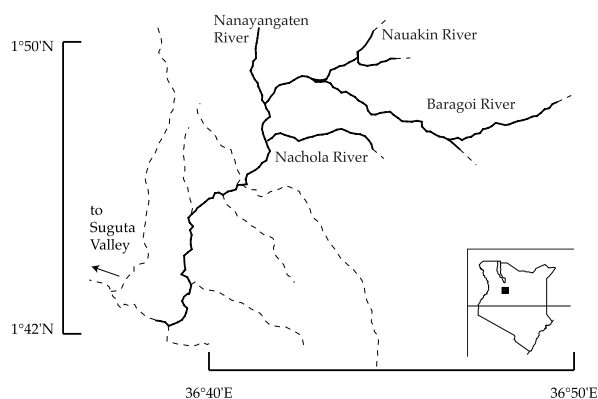 Nanayangaten
River
1°50'N
Nauakin River
Baragoi River
Nachola River
to
Suguta
Valley
1°42'N
36°40'E
36°50'E